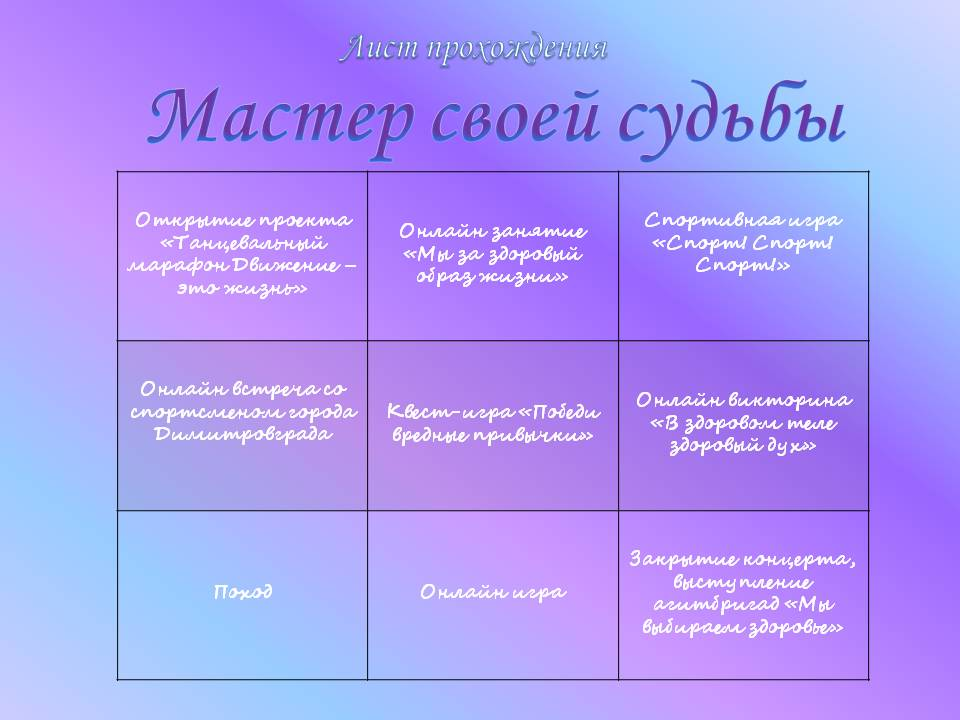 Лист прохождения
Мастер своей судьбы
Открытие проекта
«Танцевальный
марафон Движение –
это жизнь»
Онлайн занятие
«Мы за здоровый
образ жизни»
Спортивная игра
«Спорт! Спорт!
Спорт!»
Онлайн встреча со
спортсменом города
Димитровграда
Квест-игра «Победи
вредные привычки»
Онлайн викторина
«В здоровом теле
здоровый дух»
Поход
Онлайн игра
Закрытие концерта,
выступление
агитбригад «Мы
выбираем здоровье»